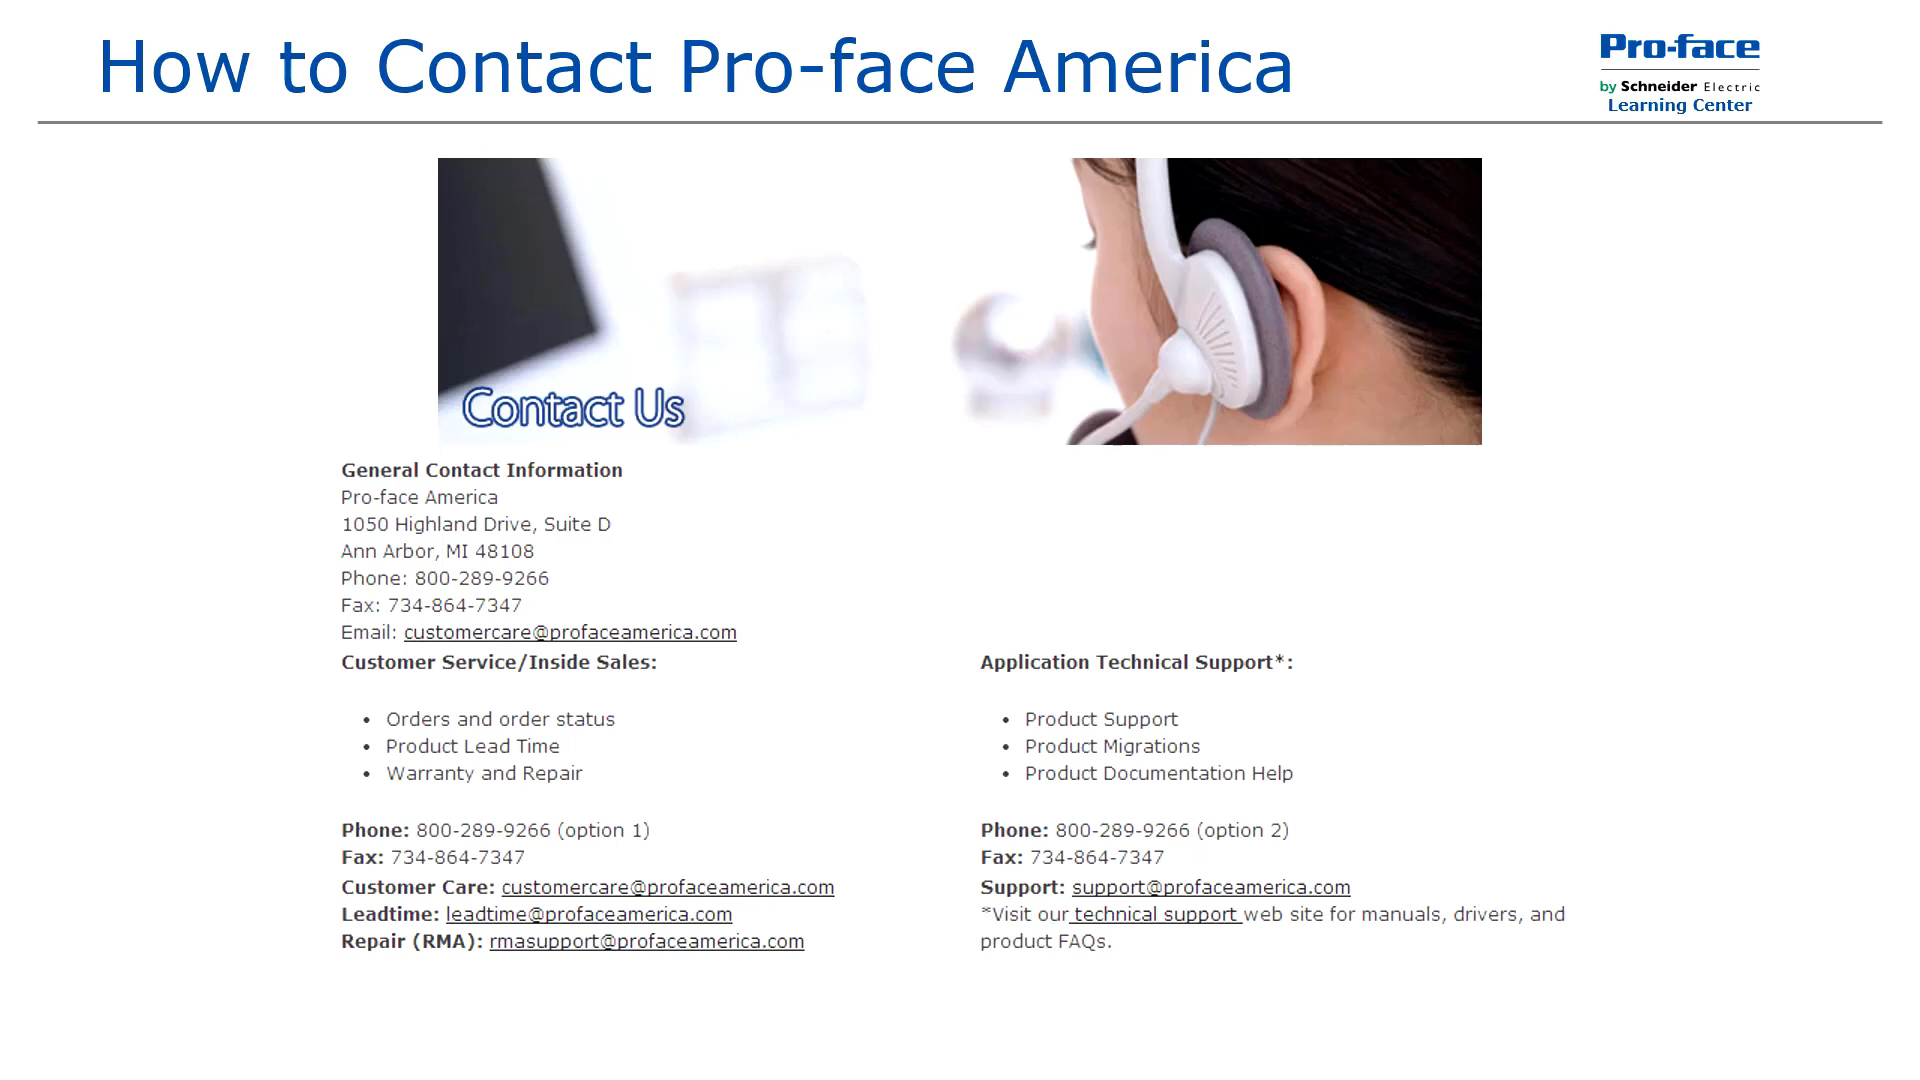 How to Contact Pro-face America
Pro-face
by Schneider Electric
Learning Center
Contact Us
General Contact Information
Pro-face America
1050 Highland Drive, Suite D
Ann Arbor, MI 48108
Phone: 800-289-9266
Fax: 734-864-7347
Email: customercare@profaceamerica.com
Customer Service/Inside Sales:
• Orders and order status
• Product Lead Time
• Warranty and Repair
Phone: 800-289-9266 (option 1)
Fax: 734-864-7347
Customer Care: customercare@profaceamerica.com
Leadtime: leadtime@profaceamerica.com
Repair (RMA): rmasupport@profaceamerica.com
Application Technical Support*:
• Product Support
• Product Migrations
• Product Documentation Help
Phone: 800-289-9266 (option 2)
Fax: 734-864-7347
Support: support@profaceamerica.com
*Visit our technical support web site for manuals, drivers, and
product FAQs.